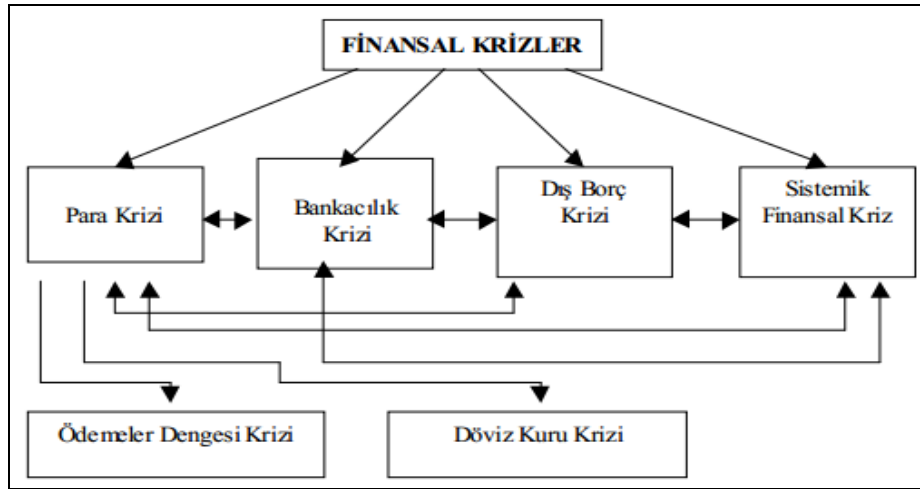 FİNANSAL KRİZLER
Para Krizi
Bankacılık
Krizi
Dış Borç
Krizi
Sistemik
Finansal Kriz
Ödemeler Dengesi Krizi
Döviz Kuru Krizi